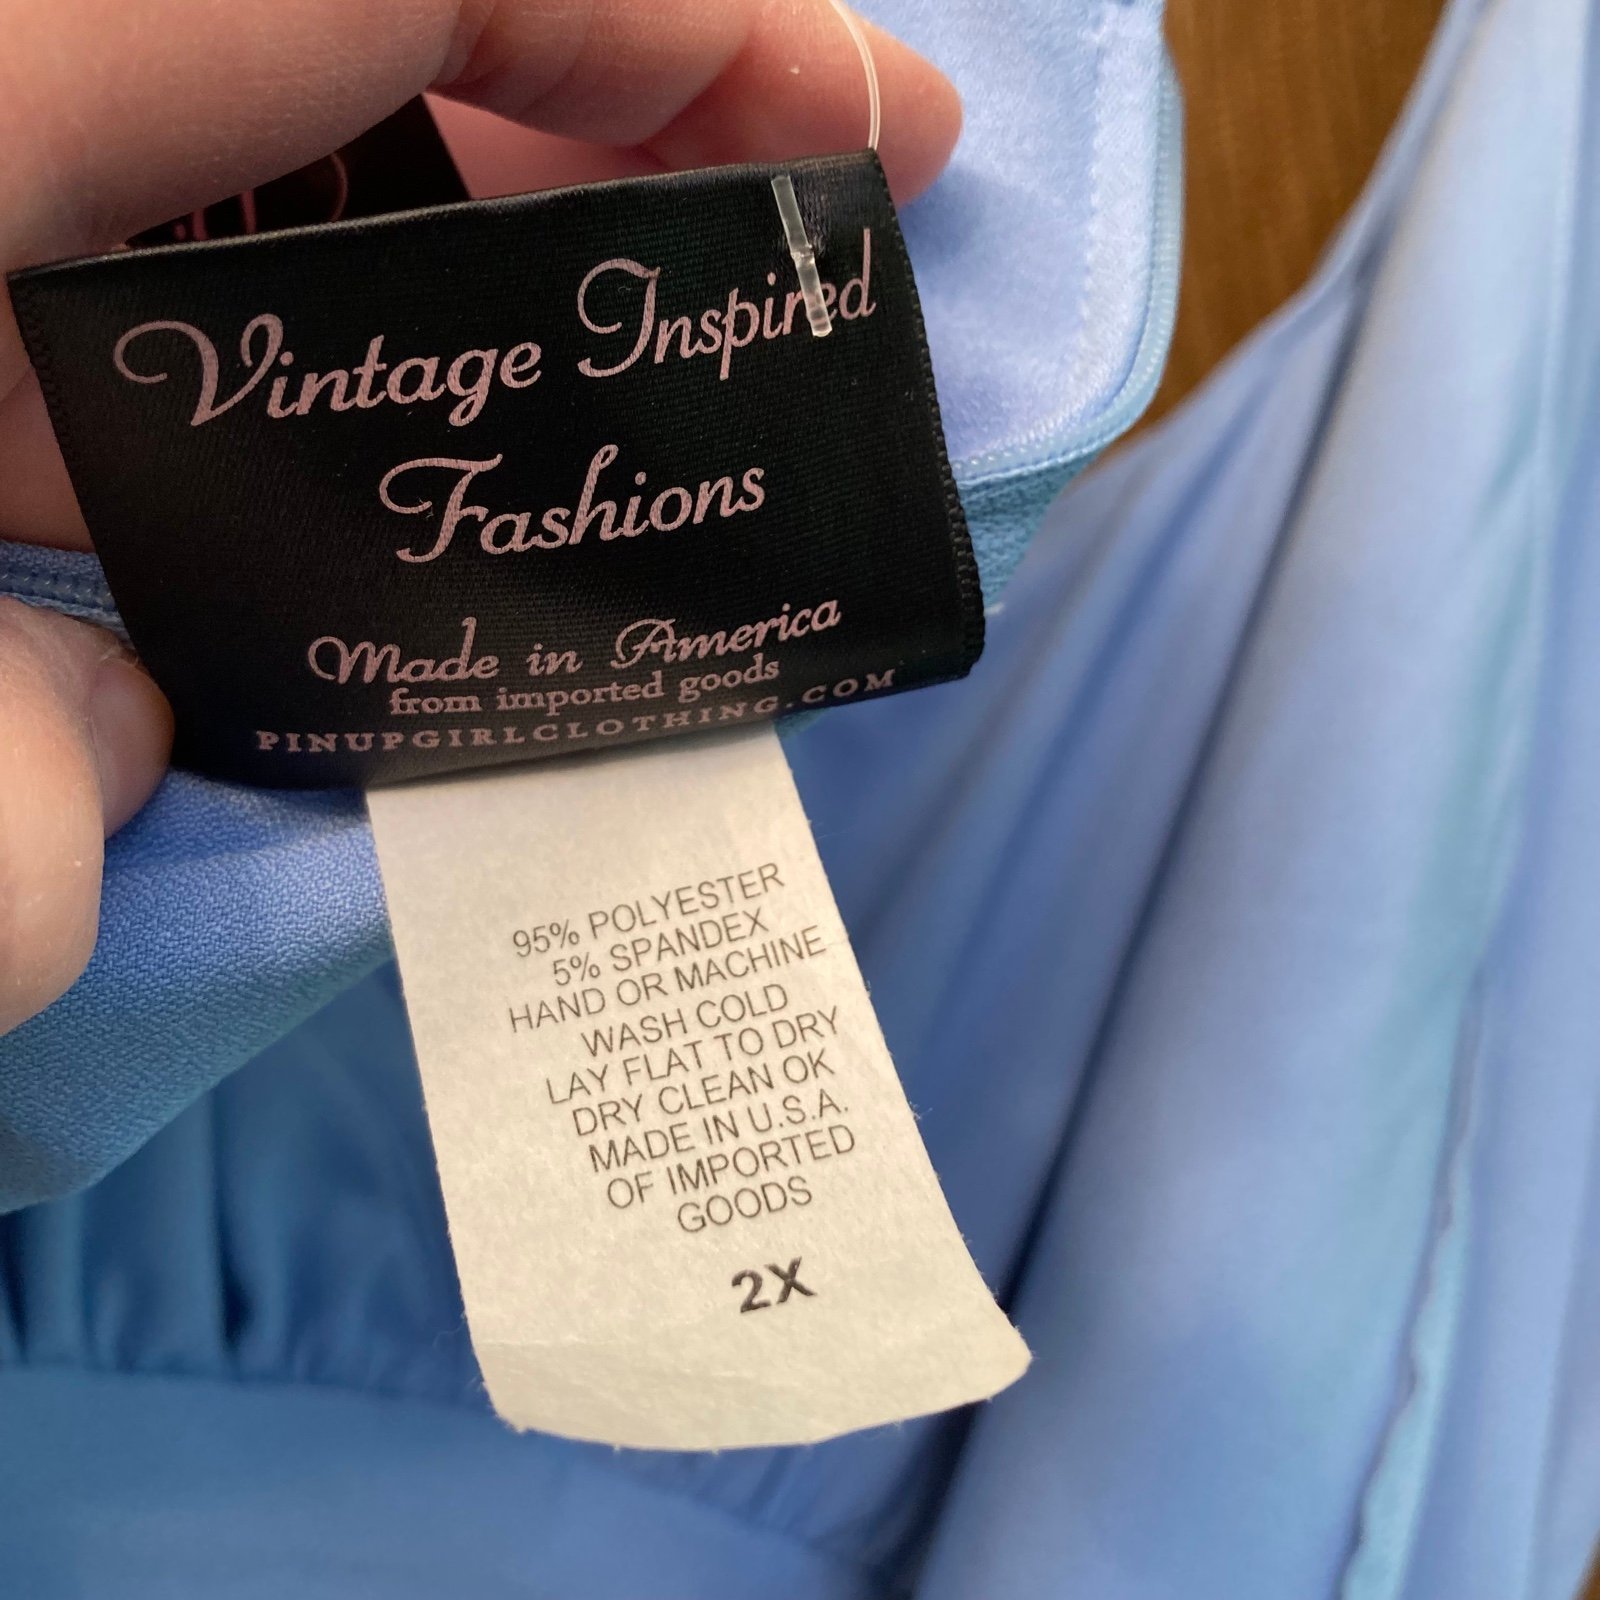 Vintage Inspired
Fashions
Made in America
from imported goods
PINUPGIRLCLOTHING.COM
95% POLYESTER
5% SPANDEX
HAND OR MACHINE
WASH COLD
LAY FLAT TO DRY
DRY CLEAN OK
MADE IN U.S.A.
OF IMPORTED
GOODS
2X